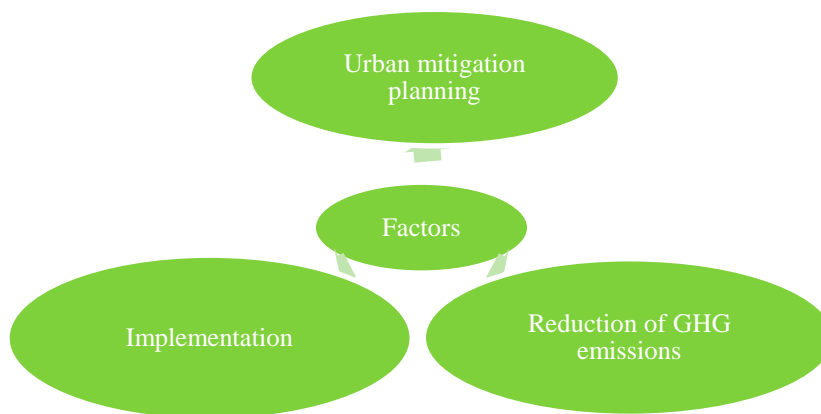 Urban mitigation
planning
Factors
Implementation
Reduction of GHG
emissions